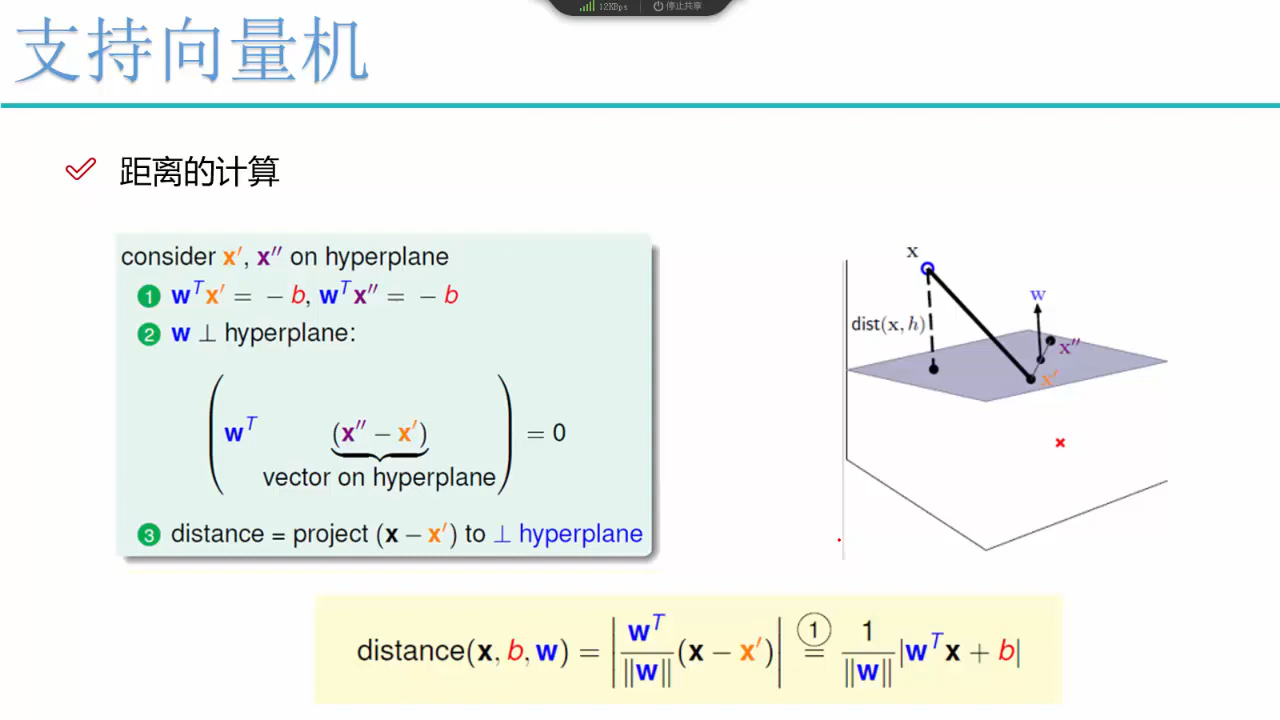 12KBps 停止共享
支持向量机
距离的计算
consider x′, x″ on hyperplane
1 wᵀx′ = −b, wᵀx″ = −b
2 w ⊥ hyperplane:
( wᵀ (x″ − x′) ) = 0
vector on hyperplane
3 distance = project (x − x′) to ⊥ hyperplane
x
w
dist(x, h)
x″
x′
distance(x, b, w) = | wᵀ/‖w‖ (x − x′) | ①= 1/‖w‖ |wᵀx + b|